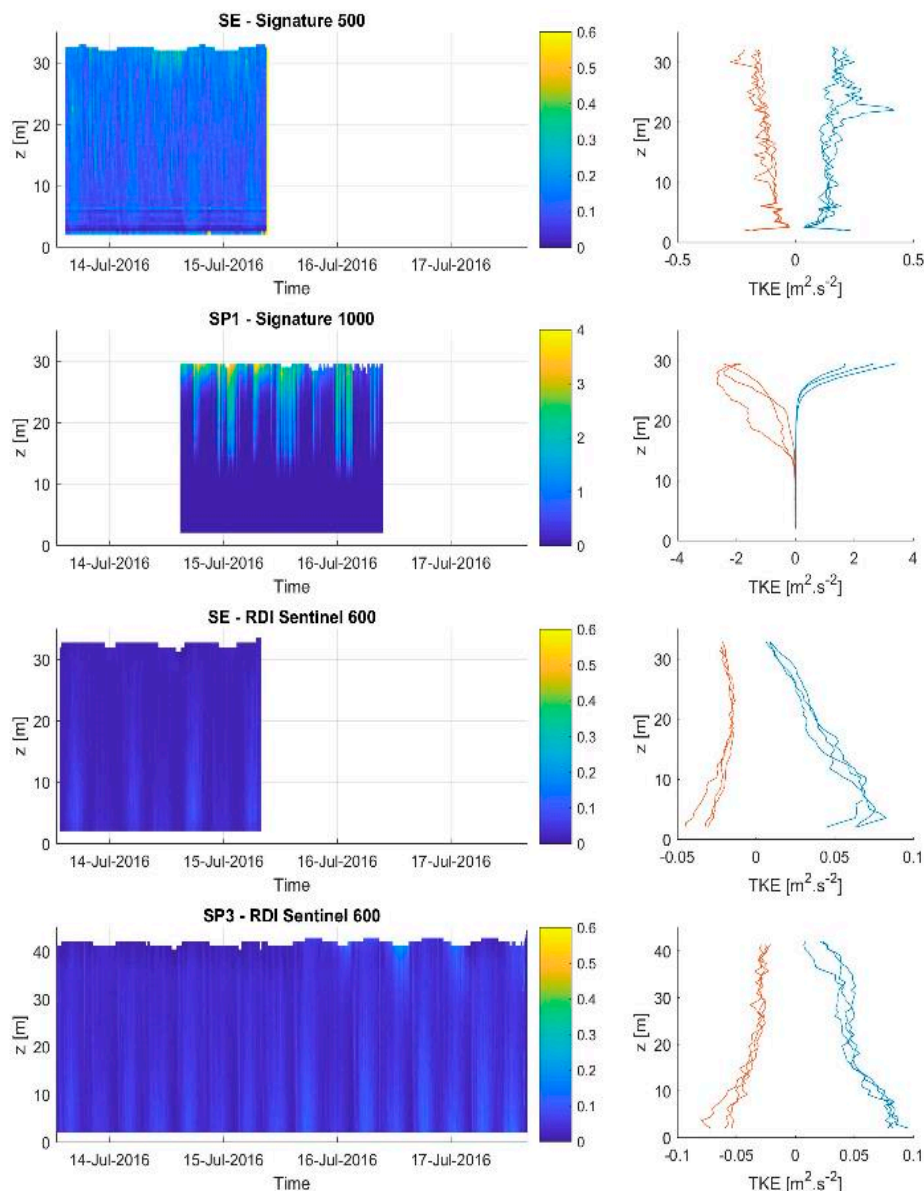 SE - Signature 500
z [m]
30
20
10
0
14-Jul-2016 15-Jul-2016 16-Jul-2016 17-Jul-2016
Time
0.6
0.5
0.4
0.3
0.2
0.1
0
z [m]
30
20
10
0
-0.5 0 0.5
TKE [m².s⁻²]
SP1 - Signature 1000
z [m]
30
20
10
0
14-Jul-2016 15-Jul-2016 16-Jul-2016 17-Jul-2016
Time
4
3
2
1
0
z [m]
30
20
10
0
-4 -2 0 2 4
TKE [m².s⁻²]
SE - RDI Sentinel 600
z [m]
30
20
10
0
14-Jul-2016 15-Jul-2016 16-Jul-2016 17-Jul-2016
Time
0.6
0.5
0.4
0.3
0.2
0.1
0
z [m]
30
20
10
0
-0.05 0 0.05 0.1
TKE [m².s⁻²]
SP3 - RDI Sentinel 600
z [m]
40
30
20
10
0
14-Jul-2016 15-Jul-2016 16-Jul-2016 17-Jul-2016
Time
0.6
0.5
0.4
0.3
0.2
0.1
0
z [m]
40
30
20
10
0
-0.1 -0.05 0 0.05 0.1
TKE [m².s⁻²]